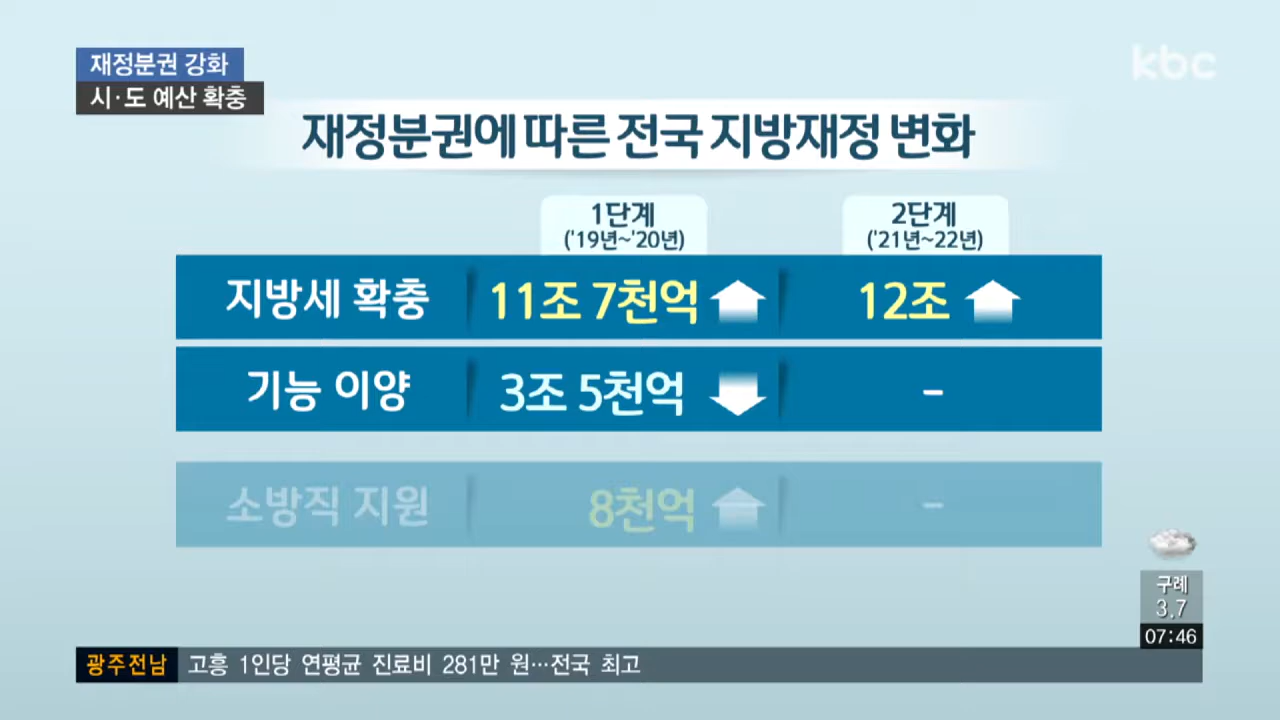 재정분권 강화
kbc
시·도 예산 확충
재정분권에 따른 전국 지방재정 변화
1단계
('19년~'20년)
2단계
('21년~22년)
지방세 확충 11조 7천억 12조
기능 이양 3조 5천억 -
소방직 지원 8천억 -
구례
3.7
07:46
광주전남 고흥 1인당 연평균 진료비 281만 원…전국 최고